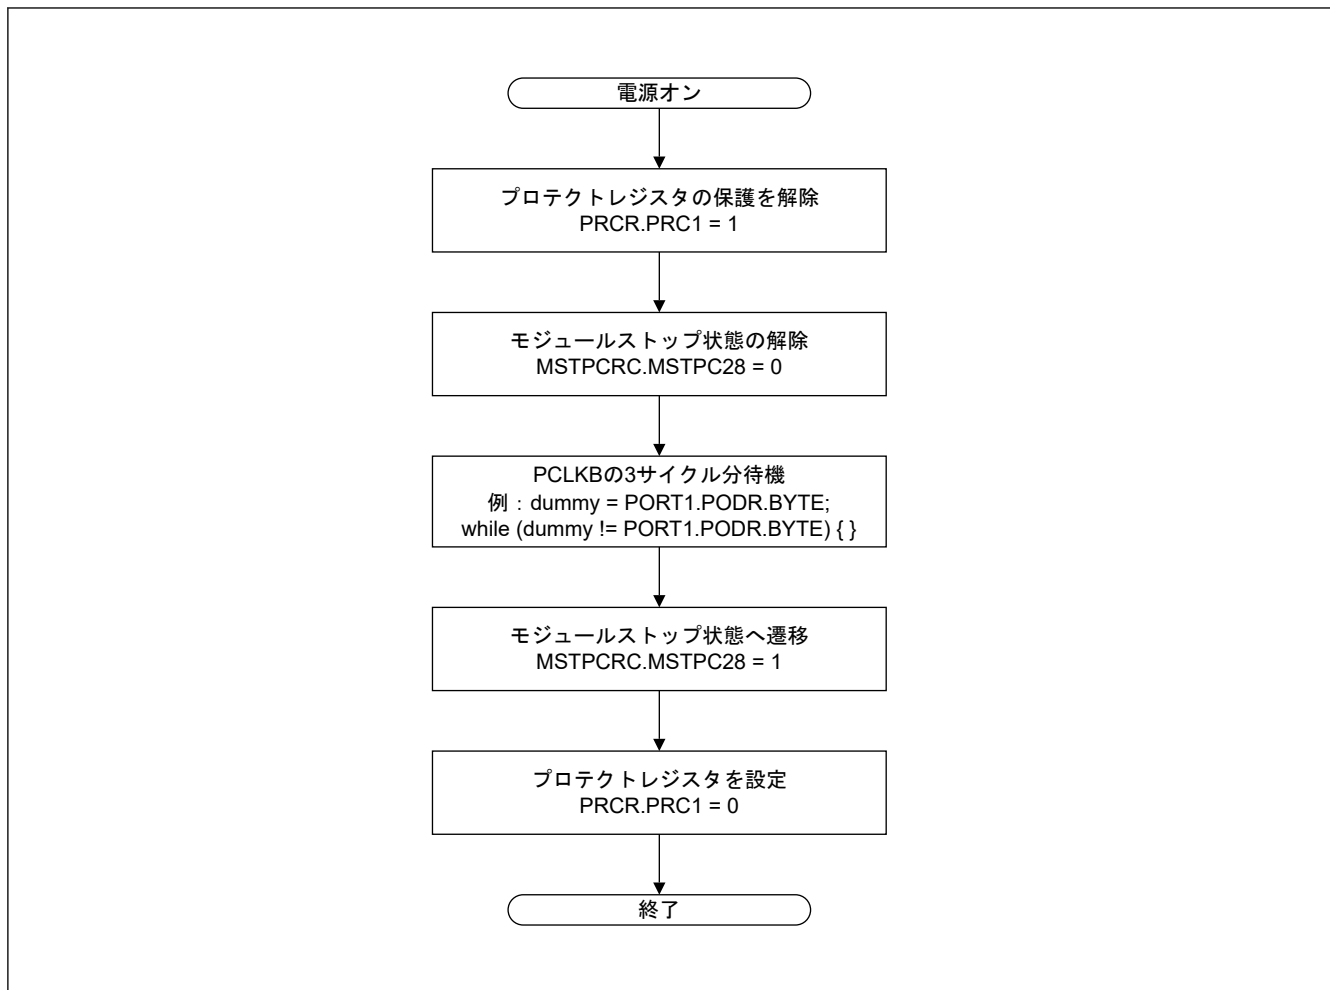 電源オン
プロテクトレジスタの保護を解除
PRCR.PRC1 = 1
モジュールストップ状態の解除
MSTPCRC.MSTPC28 = 0
PCLKBの3サイクル分待機
例：dummy = PORT1.PODR.BYTE;
while (dummy != PORT1.PODR.BYTE) { }
モジュールストップ状態へ遷移
MSTPCRC.MSTPC28 = 1
プロテクトレジスタを設定
PRCR.PRC1 = 0
終了